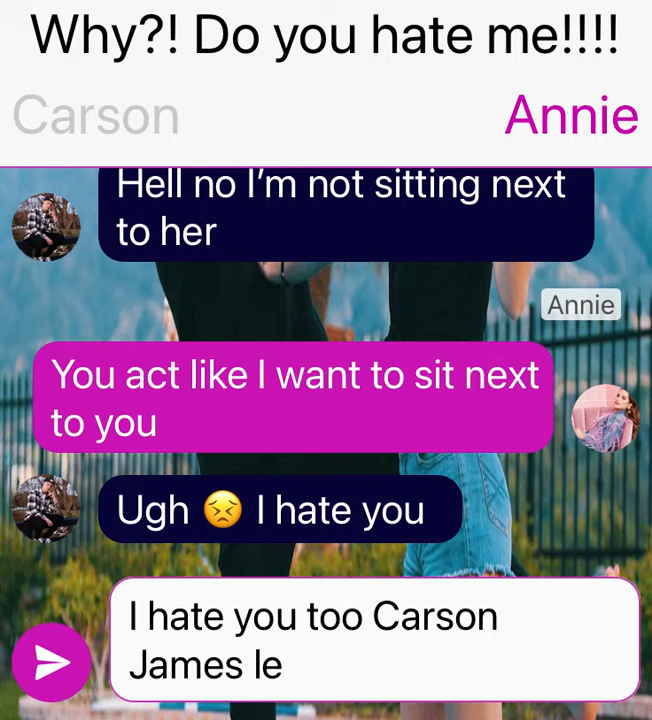 Why?! Do you hate me!!!!
Carson
Annie
Hell no I’m not sitting next
to her
Annie
You act like I want to sit next
to you
Ugh 😣 I hate you
I hate you too Carson
James le